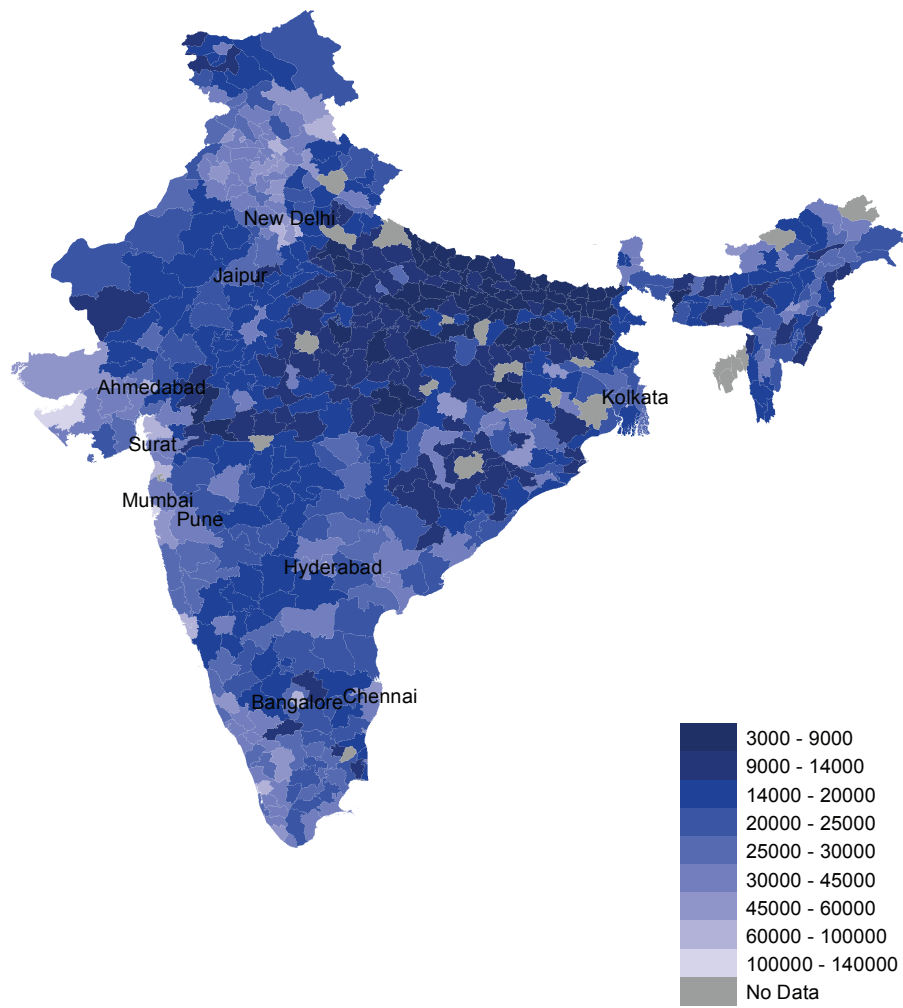 New Delhi
Jaipur
Ahmedabad
Kolkata
Surat
Mumbai
Pune
Hyderabad
Bangalore
Chennai
3000 - 9000
9000 - 14000
14000 - 20000
20000 - 25000
25000 - 30000
30000 - 45000
45000 - 60000
60000 - 100000
100000 - 140000
No Data